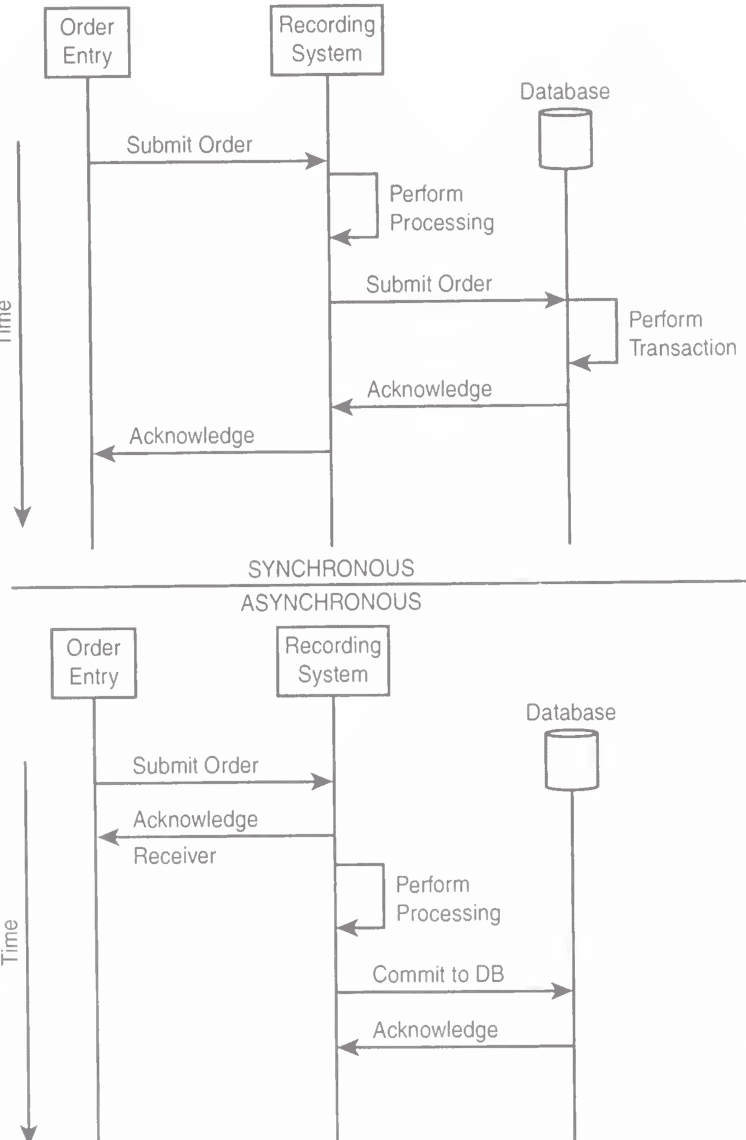 Order
Entry
Recording
System
Database
Submit Order
Perform
Processing
Submit Order
Time
Perform
Transaction
Acknowledge
Acknowledge
SYNCHRONOUS
ASYNCHRONOUS
Order
Entry
Recording
System
Database
Submit Order
Acknowledge
Receiver
Perform
Processing
Time
Commit to DB
Acknowledge